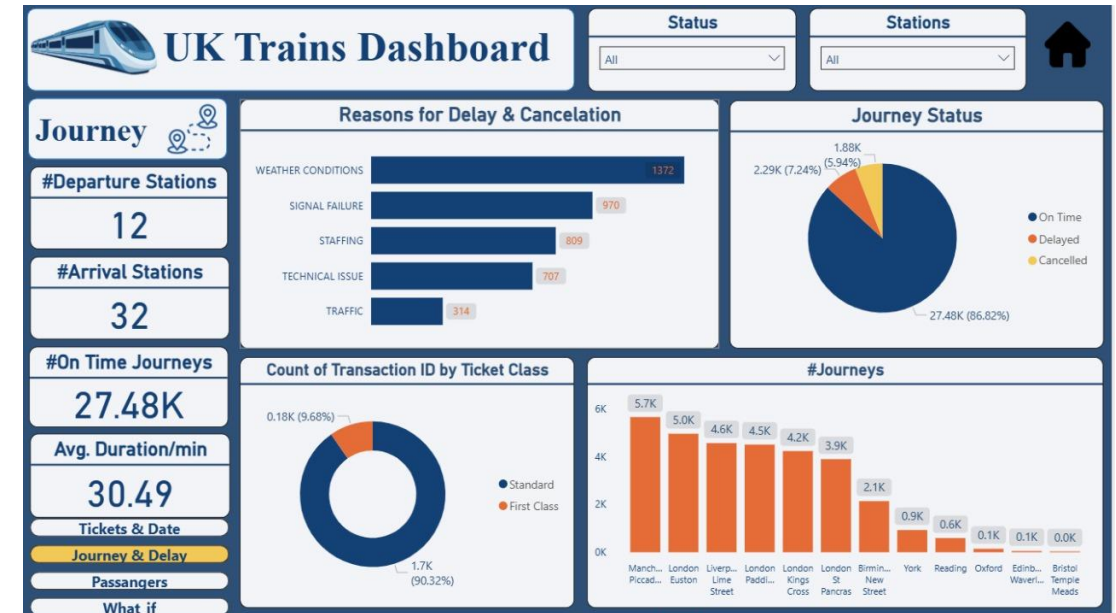 UK Trains Dashboard
Status
All
Stations
All
Journey
#Departure Stations
12
#Arrival Stations
32
#On Time Journeys
27.48K
Avg. Duration/min
30.49
Tickets & Date
Journey & Delay
Passangers
What if
Reasons for Delay & Cancelation
WEATHER CONDITIONS
1372
SIGNAL FAILURE
970
STAFFING
809
TECHNICAL ISSUE
707
TRAFFIC
314
Journey Status
1.88K
(5.94%)
2.29K (7.24%)
27.48K (86.82%)
On Time
Delayed
Cancelled
Count of Transaction ID by Ticket Class
0.18K (9.68%)
1.7K
(90.32%)
Standard
First Class
#Journeys
6K
4K
2K
0K
5.7K
5.0K
4.6K
4.5K
4.2K
3.9K
2.1K
0.9K
0.6K
0.1K
0.1K
0.0K
Manch...
Piccad...
London
Euston
Liverp...
Lime
Street
London
Paddi...
London
Kings
Cross
London
St
Pancras
Birmin...
New
Street
York
Reading
Oxford
Edinb...
Waverl...
Bristol
Temple
Meads